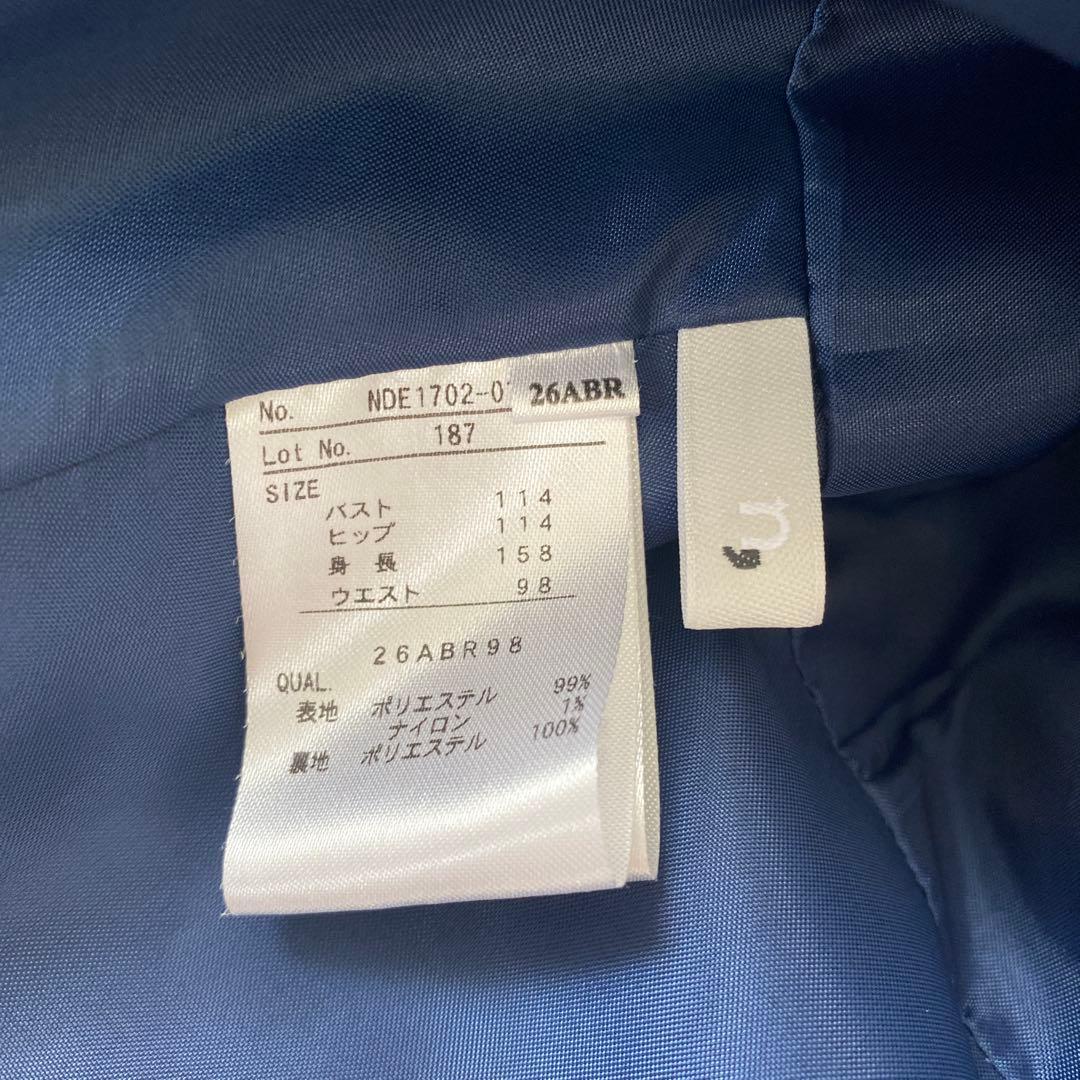 No. NDE1702-0
26ABR
Lot No. 187
SIZE
バスト 114
ヒップ 114
身長 158
ウエスト 98
26ABR98
QUAL.
表地 ポリエステル 99%
ナイロン 1%
裏地 ポリエステル 100%